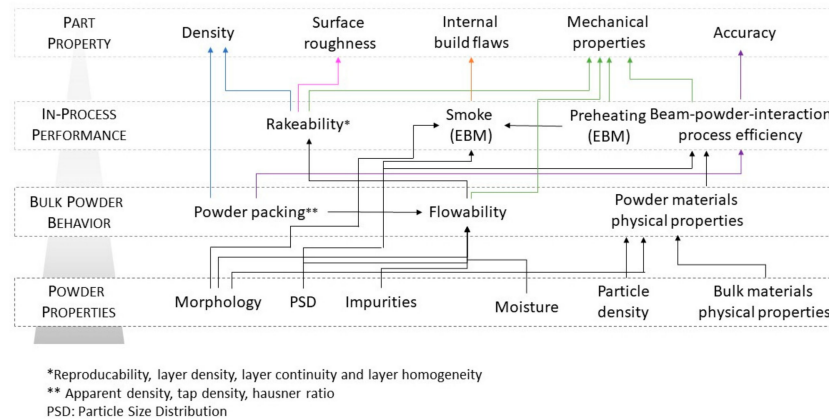 PART
PROPERTY
Density
Surface
roughness
Internal
build flaws
Mechanical
properties
Accuracy
IN-PROCESS
PERFORMANCE
Rakeability*
Smoke
(EBM)
Preheating
(EBM)
Beam-powder-interaction
process efficiency
BULK POWDER
BEHAVIOR
Powder packing**
Flowability
Powder materials
physical properties
POWDER
PROPERTIES
Morphology
PSD
Impurities
Moisture
Particle
density
Bulk materials
physical properties
*Reproducability, layer density, layer continuity and layer homogeneity
** Apparent density, tap density, hausner ratio
PSD: Particle Size Distribution